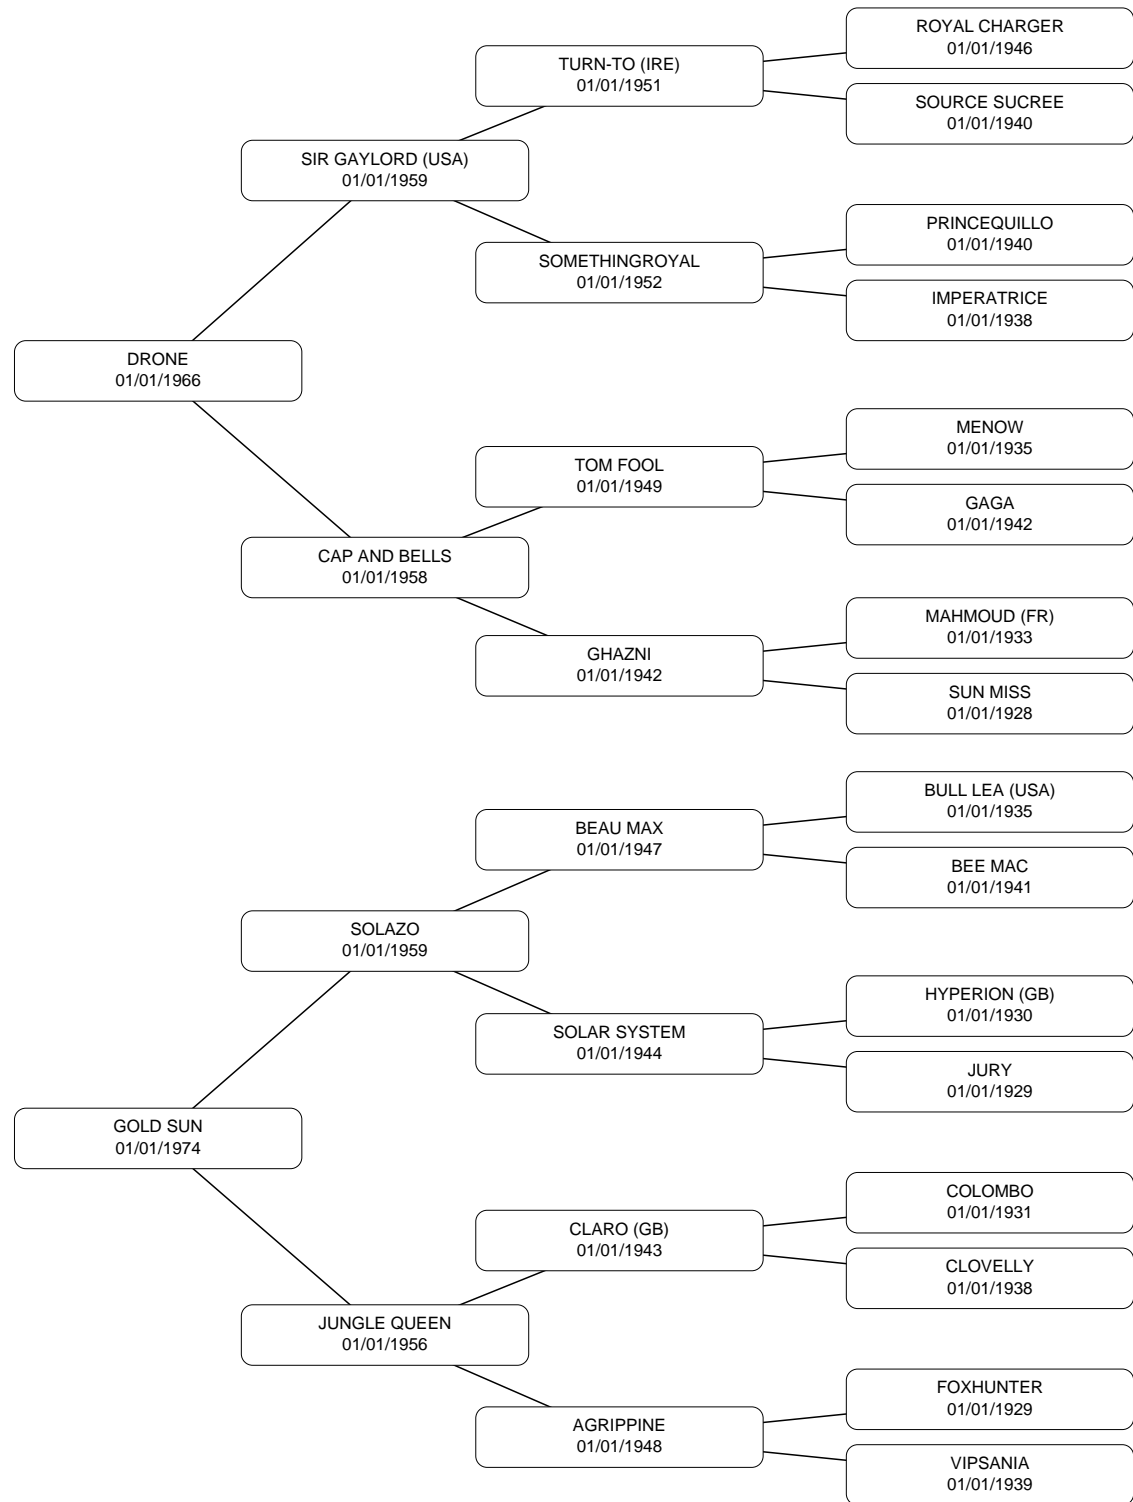 ROYAL CHARGER
01/01/1946
TURN-TO (IRE)
01/01/1951
SOURCE SUCREE
01/01/1940
SIR GAYLORD (USA)
01/01/1959
PRINCEQUILLO
01/01/1940
SOMETHINGROYAL
01/01/1952
IMPERATRICE
01/01/1938
DRONE
01/01/1966
MENOW
01/01/1935
TOM FOOL
01/01/1949
GAGA
01/01/1942
CAP AND BELLS
01/01/1958
MAHMOUD (FR)
01/01/1933
GHAZNI
01/01/1942
SUN MISS
01/01/1928
BULL LEA (USA)
01/01/1935
BEAU MAX
01/01/1947
BEE MAC
01/01/1941
SOLAZO
01/01/1959
HYPERION (GB)
01/01/1930
SOLAR SYSTEM
01/01/1944
JURY
01/01/1929
GOLD SUN
01/01/1974
COLOMBO
01/01/1931
CLARO (GB)
01/01/1943
CLOVELLY
01/01/1938
JUNGLE QUEEN
01/01/1956
FOXHUNTER
01/01/1929
AGRIPPINE
01/01/1948
VIPSANIA
01/01/1939